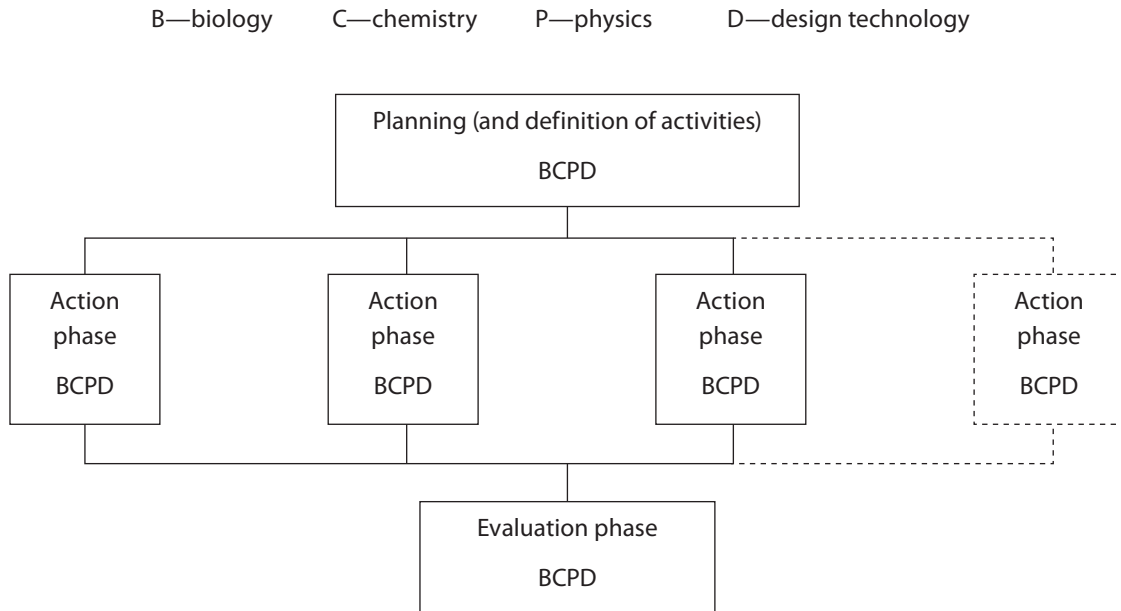 B—biology C—chemistry P—physics D—design technology
Planning (and definition of activities)
BCPD
Action
phase
BCPD
Action
phase
BCPD
Action
phase
BCPD
Action
phase
BCPD
Evaluation phase
BCPD